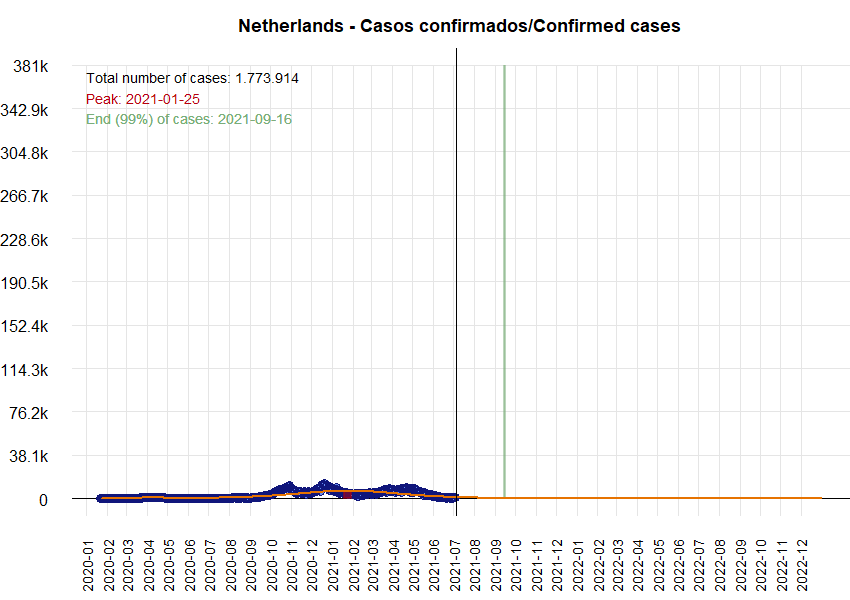 Netherlands - Casos confirmados/Confirmed cases
381k
Total number of cases: 1.773.914
Peak: 2021-01-25
342.9k
End (99%) of cases: 2021-09-16
304.8k
266.7k
228.6k
190.5k
152.4k
114.3k
76.2k
38.1k
0
2020-01
2020-02
2020-03
2020-04
2020-05
2020-06
2020-07
2020-08
2020-09
2020-10
2020-11
2020-12
2021-01
2021-02
2021-03
2021-04
2021-05
2021-06
2021-07
2021-08
2021-09
2021-10
2021-11
2021-12
2022-01
2022-02
2022-03
2022-04
2022-05
2022-06
2022-07
2022-08
2022-09
2022-10
2022-11
2022-12